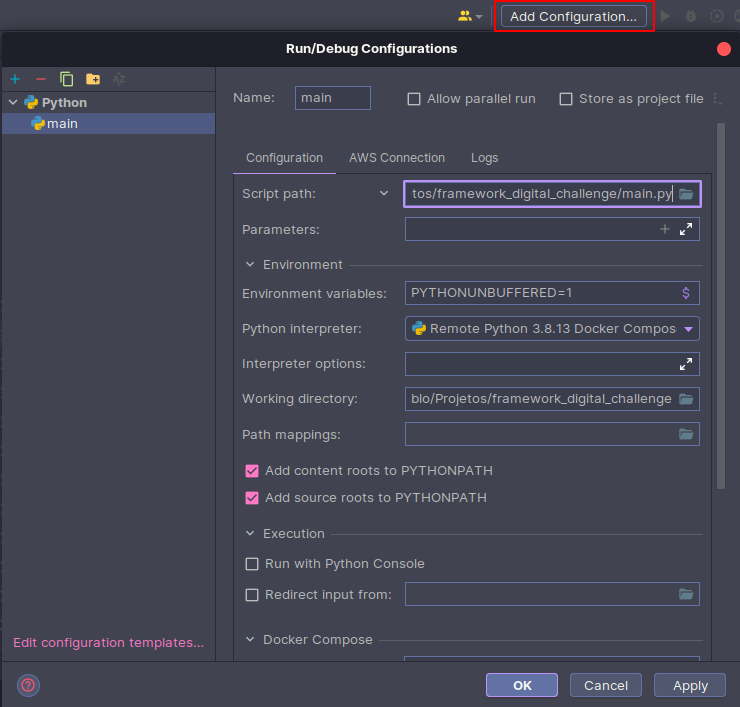 Add Configuration...
Run/Debug Configurations
Python
main
Name: main Allow parallel run Store as project file
Configuration AWS Connection Logs
Script path: tos/framework_digital_challenge/main.py
Parameters:
Environment
Environment variables: PYTHONUNBUFFERED=1
Python interpreter: Remote Python 3.8.13 Docker Compos
Interpreter options:
Working directory: blo/Projetos/framework_digital_challenge
Path mappings:
Add content roots to PYTHONPATH
Add source roots to PYTHONPATH
Execution
Run with Python Console
Redirect input from:
Docker Compose
Edit configuration templates...
OK Cancel Apply